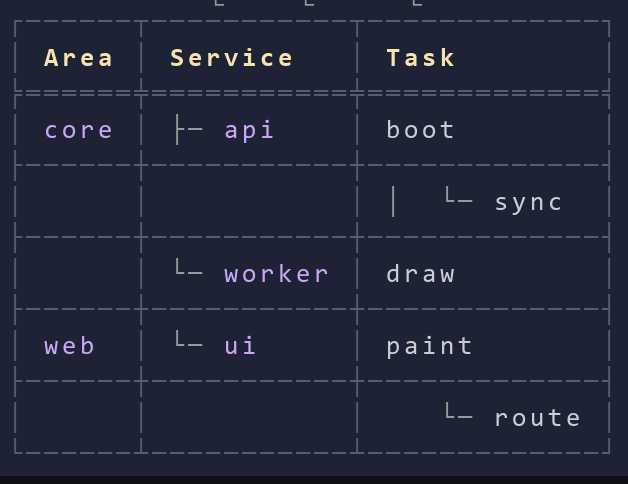 Area Service Task
core ├─ api boot
│ └─ sync
└─ worker draw
web └─ ui paint
└─ route